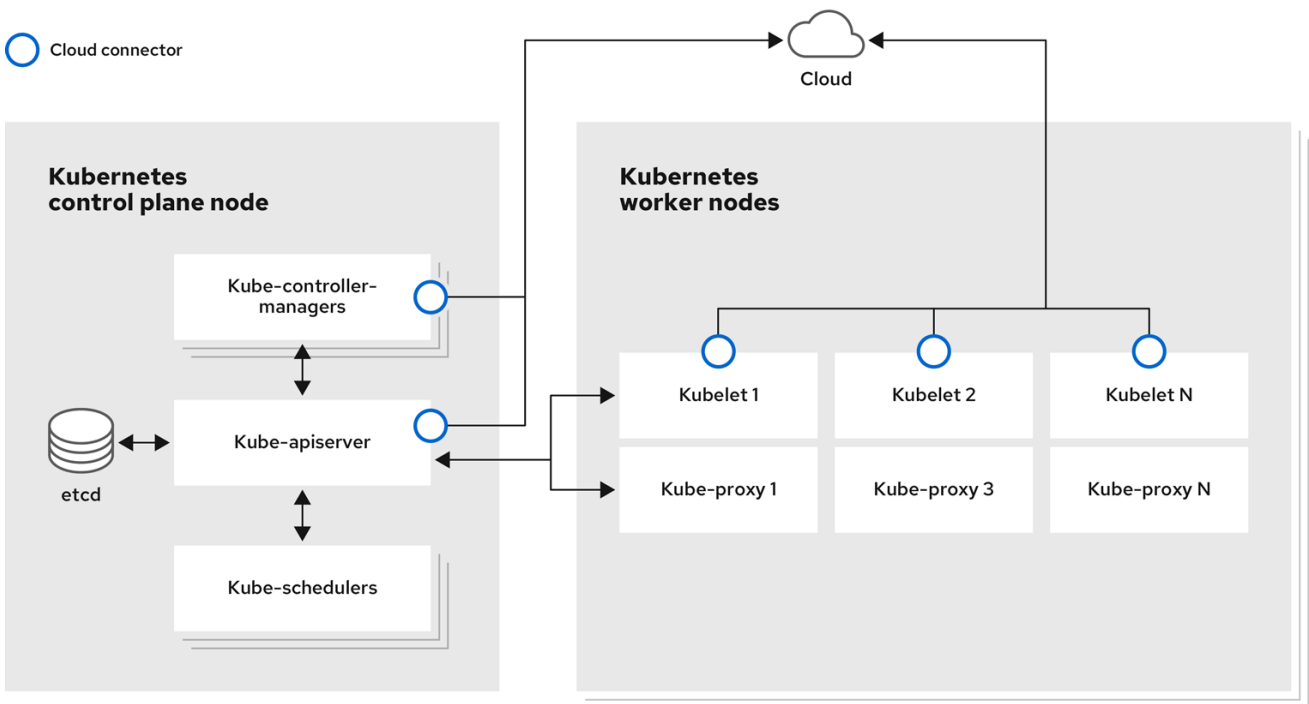 Cloud connector
Cloud
Kubernetes
control plane node
Kube-controller-
managers
Kube-apiserver
etcd
Kube-schedulers
Kubernetes
worker nodes
Kubelet 1
Kubelet 2
Kubelet N
Kube-proxy 1
Kube-proxy 3
Kube-proxy N